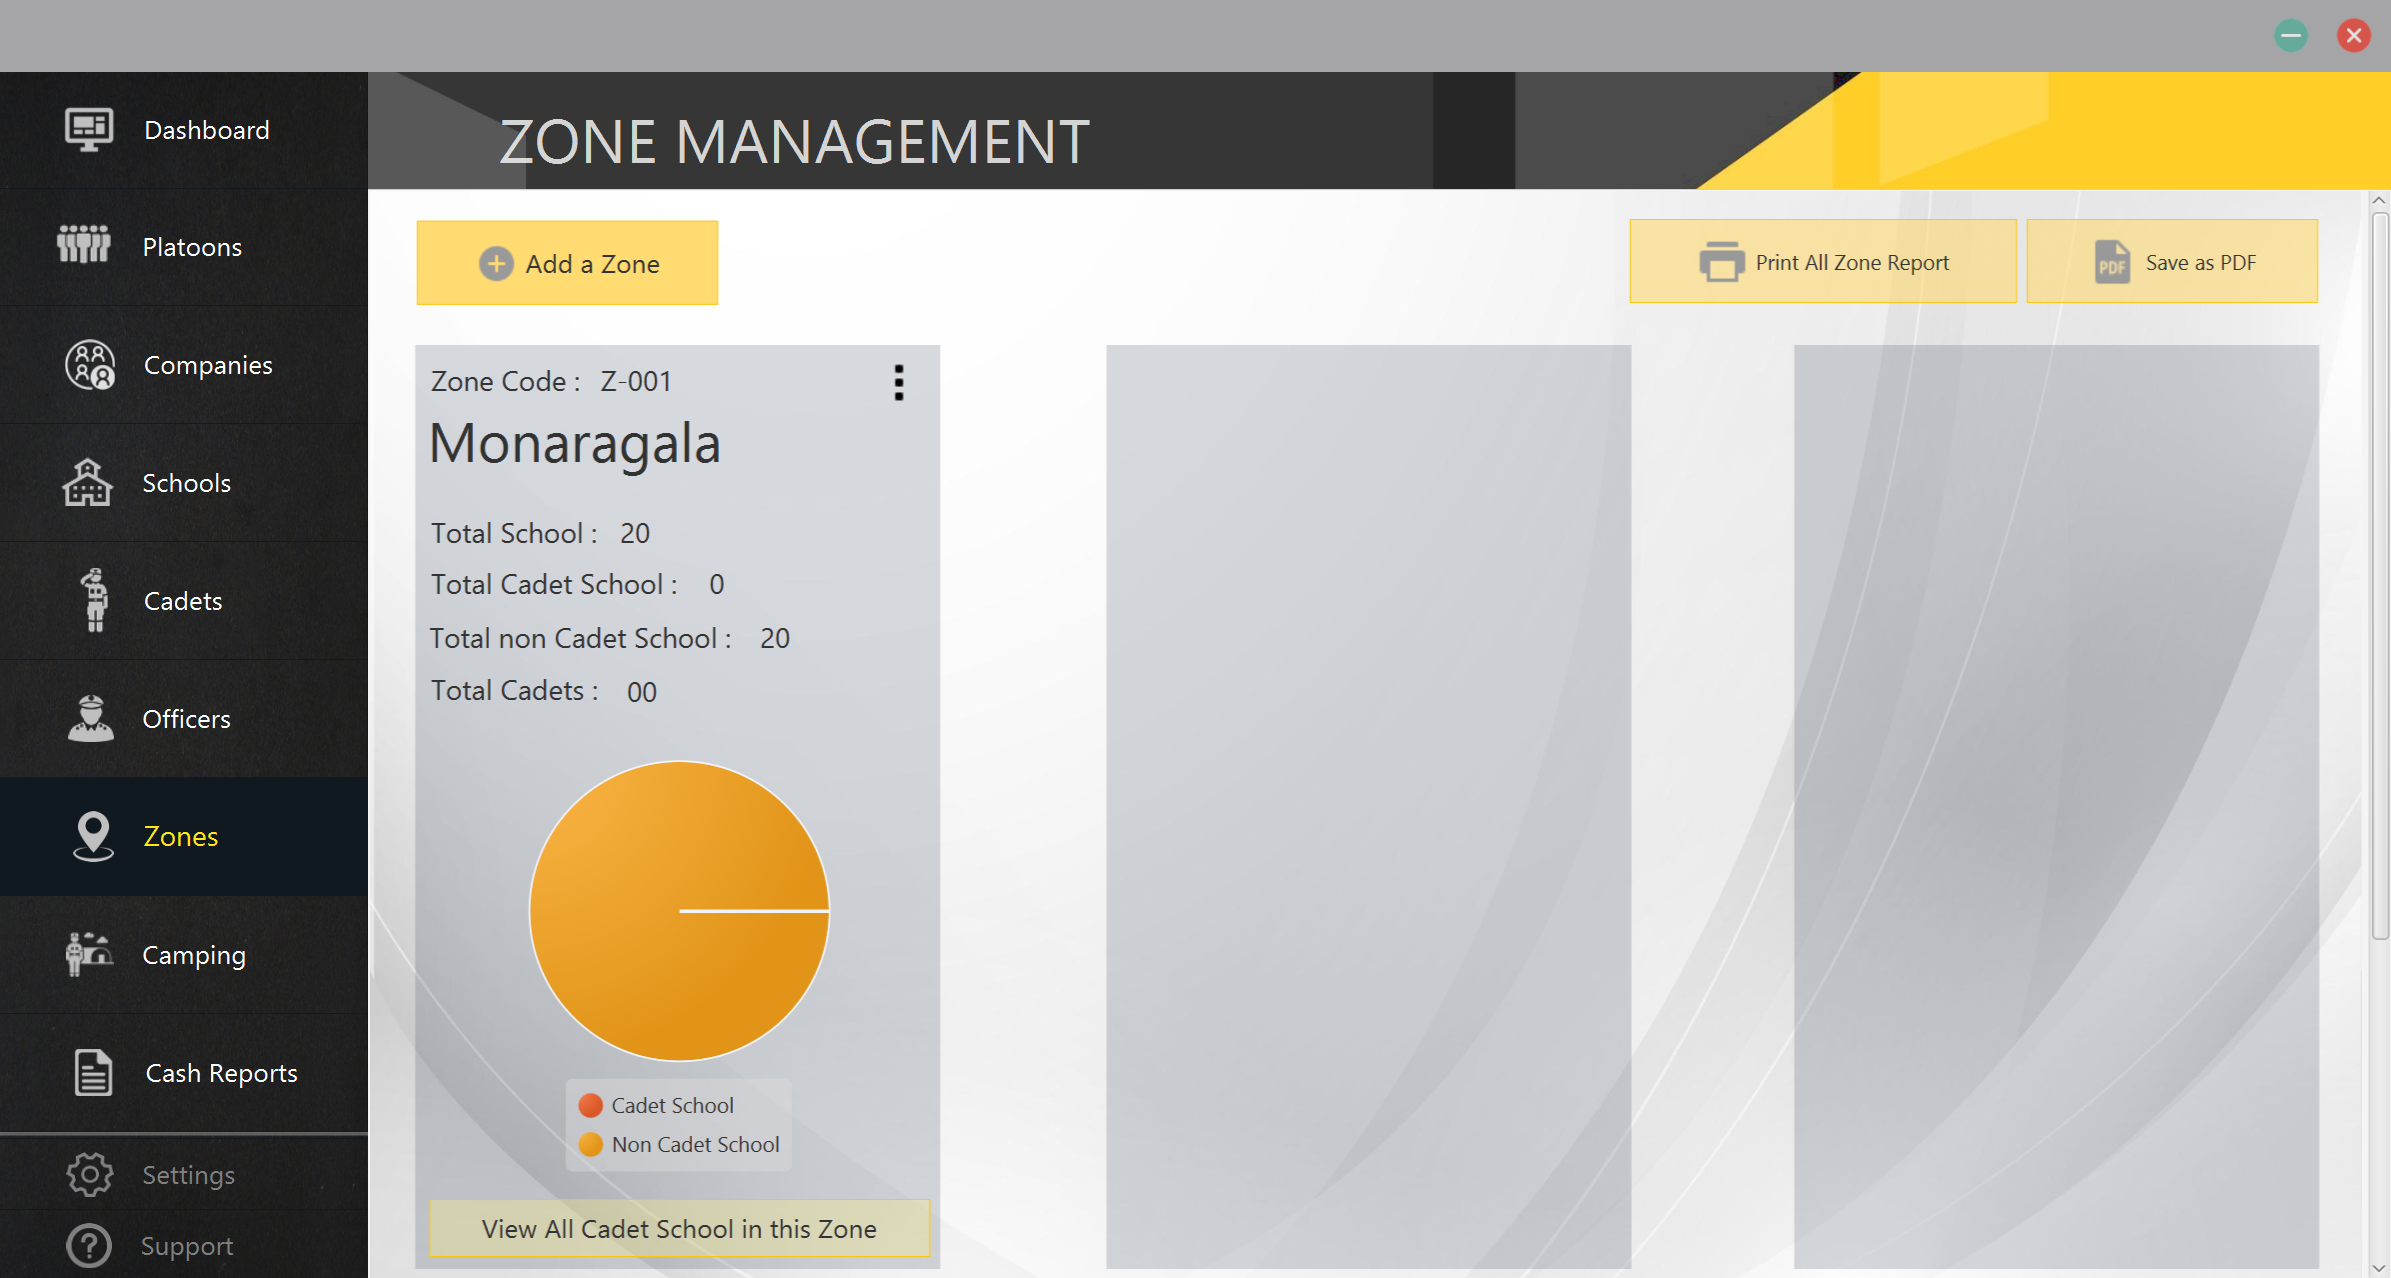 Dashboard
Platoons
Companies
Schools
Cadets
Officers
Zones
Camping
Cash Reports
Settings
Support
ZONE MANAGEMENT
Add a Zone
Print All Zone Report
PDF
Save as PDF
Zone Code : Z-001
Monaragala
Total School : 20
Total Cadet School : 0
Total non Cadet School : 20
Total Cadets : 00
Cadet School
Non Cadet School
View All Cadet School in this Zone